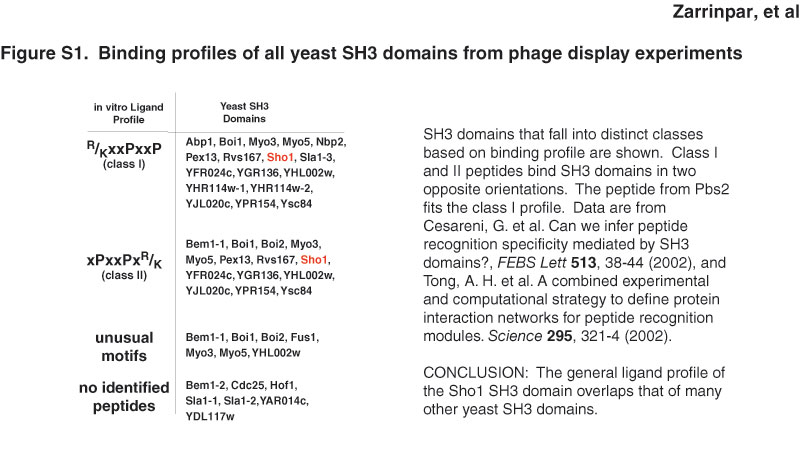 Zarrinpar, et al
Figure S1. Binding profiles of all yeast SH3 domains from phage display experiments
in vitro Ligand
Profile
Yeast SH3
Domains
R/KxxPxxP
(class I)
Abp1, Boi1, Myo3, Myo5, Nbp2,
Pex13, Rvs167, Sho1, Sla1-3,
YFR024c, YGR136, YHL002w,
YHR114w-1, YHR114w-2,
YJL020c, YPR154, Ysc84
xPxxPxR/K
(class II)
Bem1-1, Boi1, Boi2, Myo3,
Myo5, Pex13, Rvs167, Sho1,
YFR024c, YGR136, YHL002w,
YJL020c, YPR154, Ysc84
unusual
motifs
Bem1-1, Boi1, Boi2, Fus1,
Myo3, Myo5, YHL002w
no identified
peptides
Bem1-2, Cdc25, Hof1,
Sla1-1, Sla1-2, YAR014c,
YDL117w
SH3 domains that fall into distinct classes
based on binding profile are shown. Class I
and II peptides bind SH3 domains in two
opposite orientations. The peptide from Pbs2
fits the class I profile. Data are from
Cesareni, G. et al. Can we infer peptide
recognition specificity mediated by SH3
domains?, FEBS Lett 513, 38-44 (2002), and
Tong, A. H. et al. A combined experimental
and computational strategy to define protein
interaction networks for peptide recognition
modules. Science 295, 321-4 (2002).
CONCLUSION: The general ligand profile of
the Sho1 SH3 domain overlaps that of many
other yeast SH3 domains.